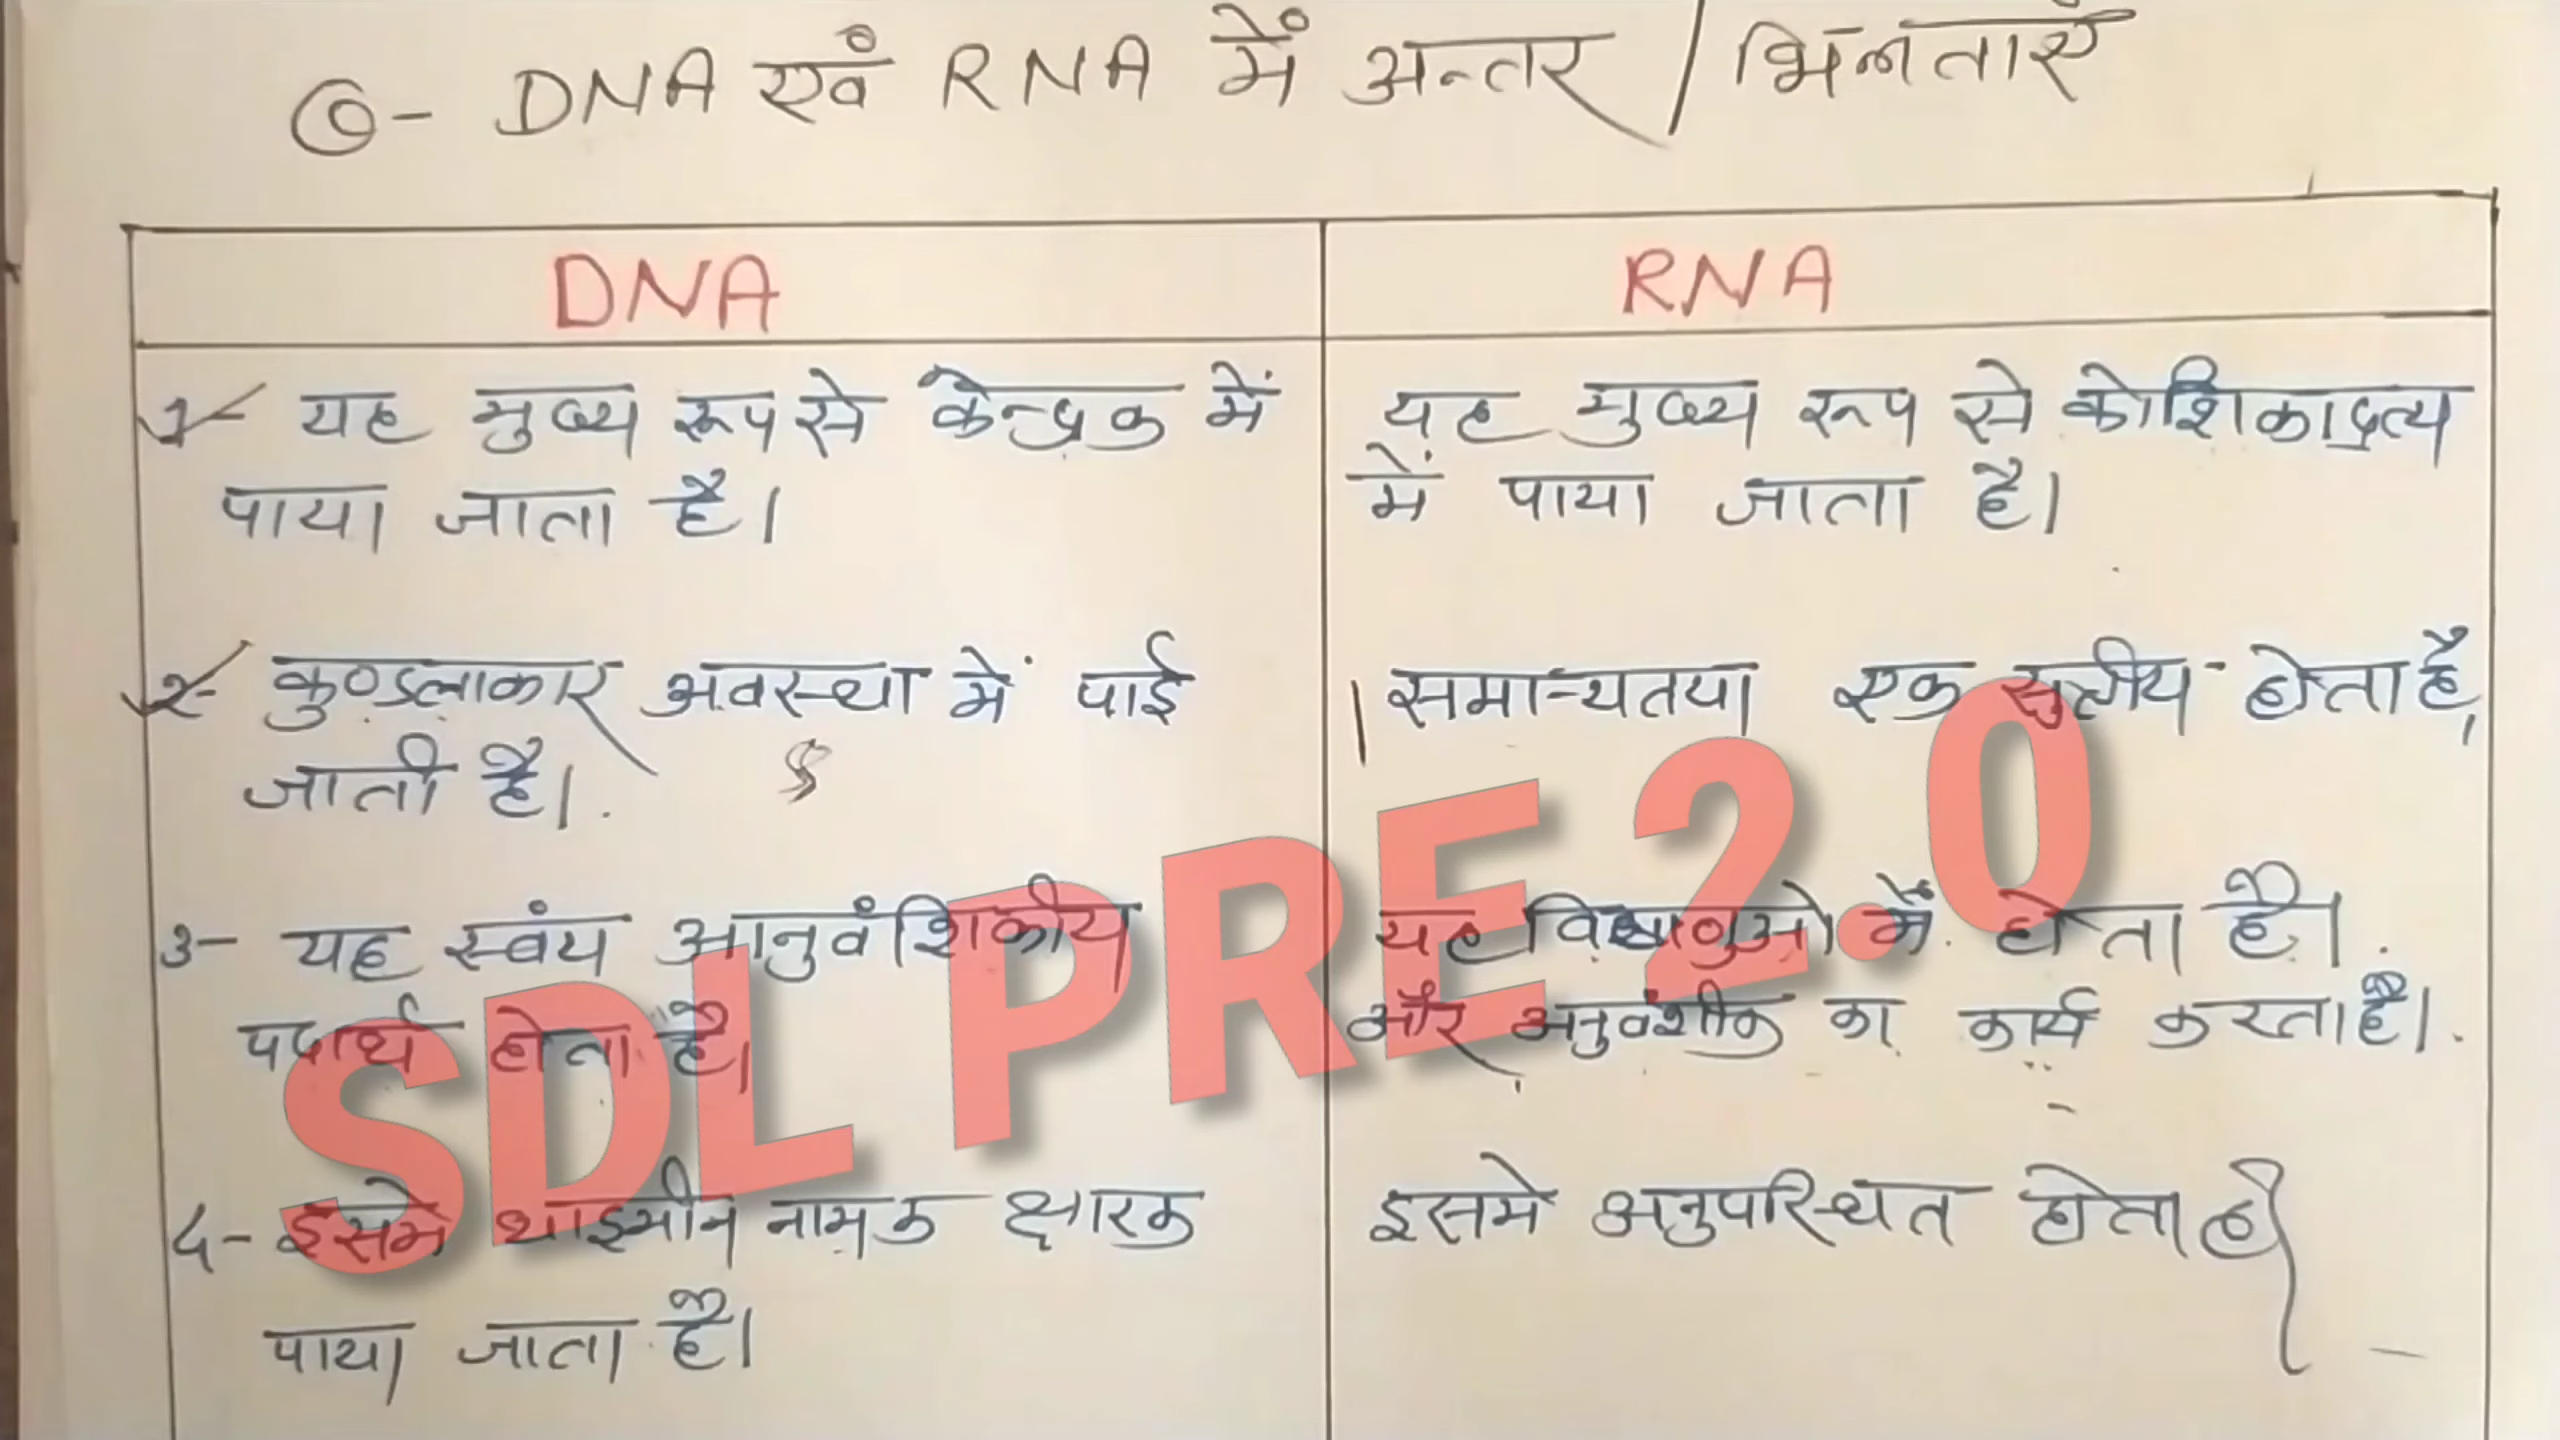 Q- DNA एवं RNA में अन्तर / भिन्नताएँ
DNA
RNA
1- यह मुख्य रूप से केन्द्रक में
पाया जाता है।
यह मुख्य रूप से कोशिकाद्रव्य
में पाया जाता है।
2- कुण्डलाकार अवस्था में पाई
जाती है।
समान्यतया एक सूत्रीय होता है,
3- यह स्वंय आनुवंशिकीय
पदार्थ होता है।
यह विषाणुओ में होता है।
और अनुवंशीक का कार्य करता है।
4- इसमे थाइमीन नामक क्षारक
पाया जाता है।
इसमे अनुपस्थित होता है।
SDL PRE 2.0